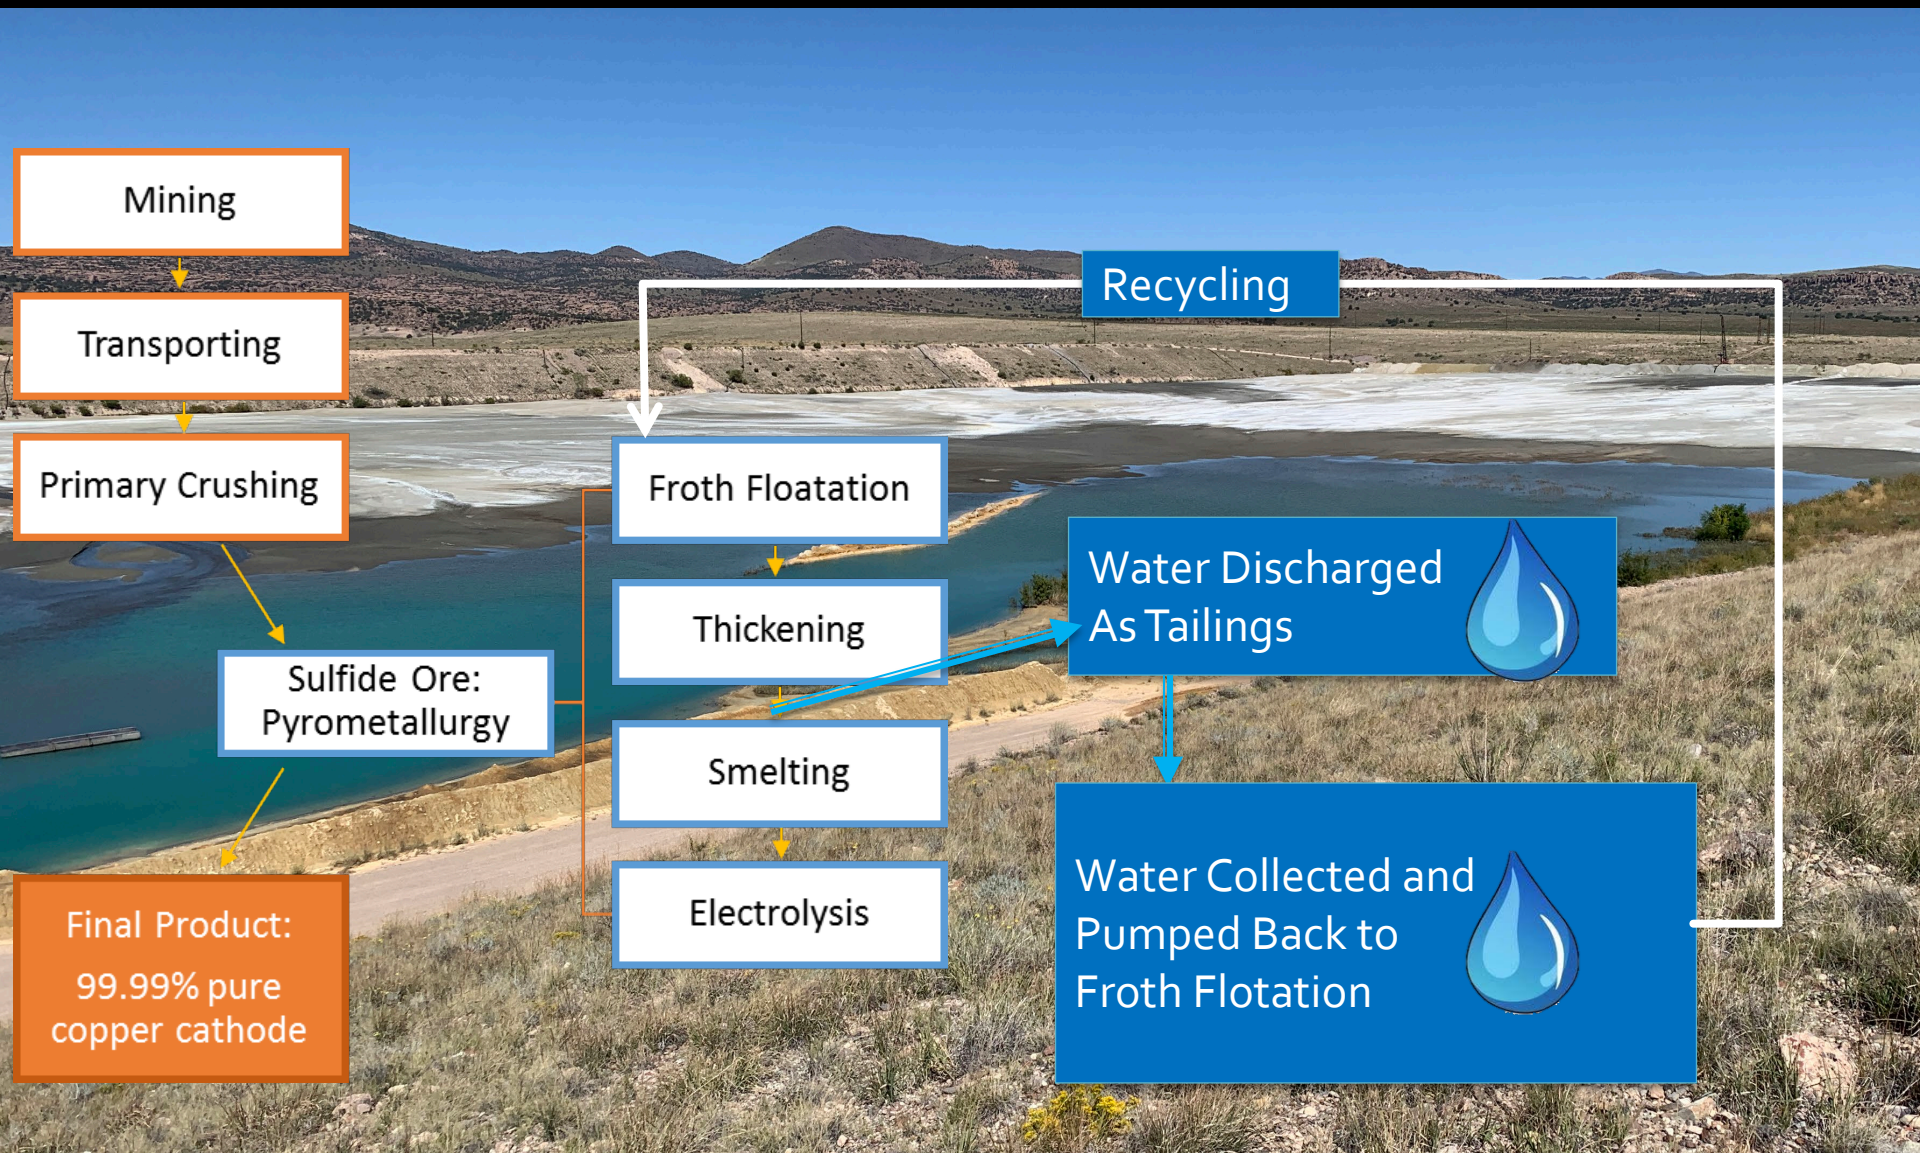 Mining
Transporting
Primary Crushing
Sulfide Ore:
Pyrometallurgy
Final Product:
99.99% pure
copper cathode
Recycling
Froth Floatation
Thickening
Smelting
Electrolysis
Water Discharged
As Tailings
Water Collected and
Pumped Back to
Froth Flotation